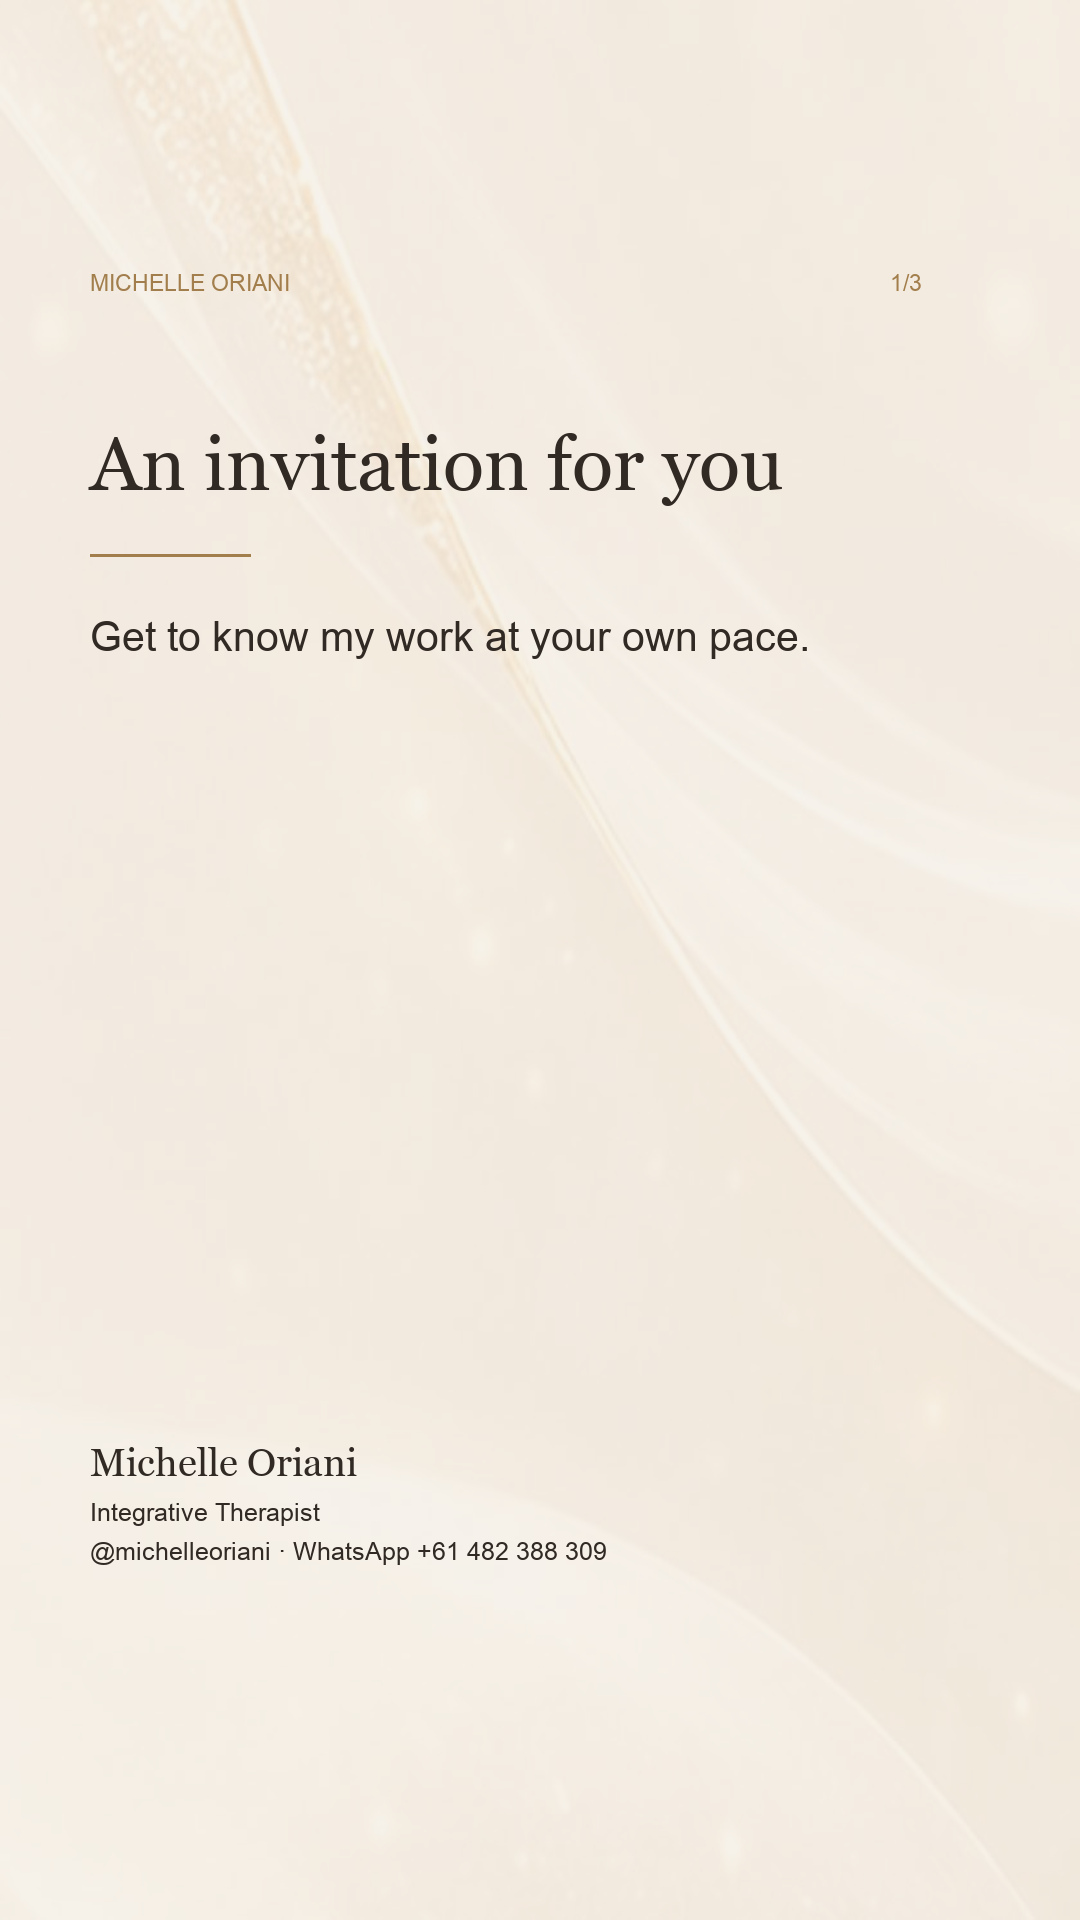 MICHELLE ORIANI 1/3
An invitation for you
Get to know my work at your own pace.
Michelle Oriani
Integrative Therapist
@michelleoriani · WhatsApp +61 482 388 309